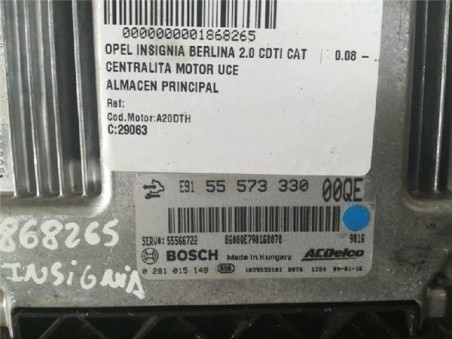 0000000001868265
OPEL INSIGNIA BERLINA 2.0 CDTI CAT 0.08 -
CENTRALITA MOTOR UCE
ALMACEN PRINCIPAL
Ref:
Cod.Motor:A20DTH
C:29063
E91 55 573 330 00QE
SERV#: 55566722 86000E79016B070 9016
BOSCH Made in Hungary ACDelco
0 281 015 149
868265
INSIGNIA